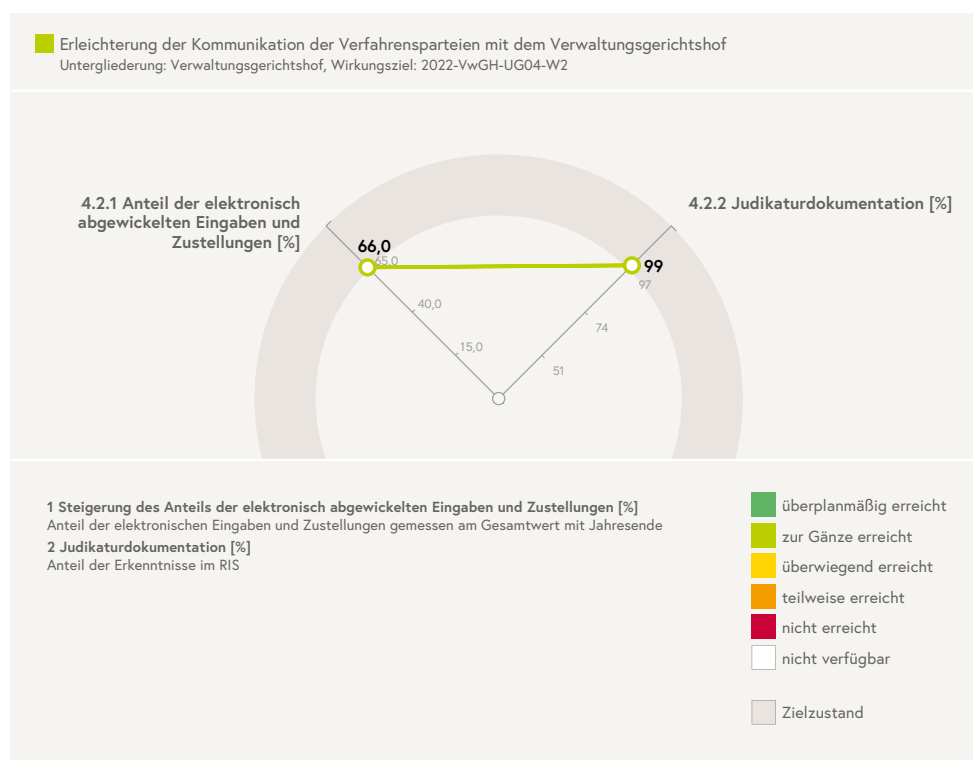 Erleichterung der Kommunikation der Verfahrensparteien mit dem Verwaltungsgerichtshof
Untergliederung: Verwaltungsgerichtshof, Wirkungsziel: 2022-VwGH-UG04-W2
4.2.1 Anteil der elektronisch
abgewickelten Eingaben und
Zustellungen [%]
4.2.2 Judikaturdokumentation [%]
66,0
65,0
99
97
40,0
74
15,0
51
1 Steigerung des Anteils der elektronisch abgewickelten Eingaben und Zustellungen [%]
Anteil der elektronischen Eingaben und Zustellungen gemessen am Gesamtwert mit Jahresende
2 Judikaturdokumentation [%]
Anteil der Erkenntnisse im RIS
überplanmäßig erreicht
zur Gänze erreicht
überwiegend erreicht
teilweise erreicht
nicht erreicht
nicht verfügbar
Zielzustand